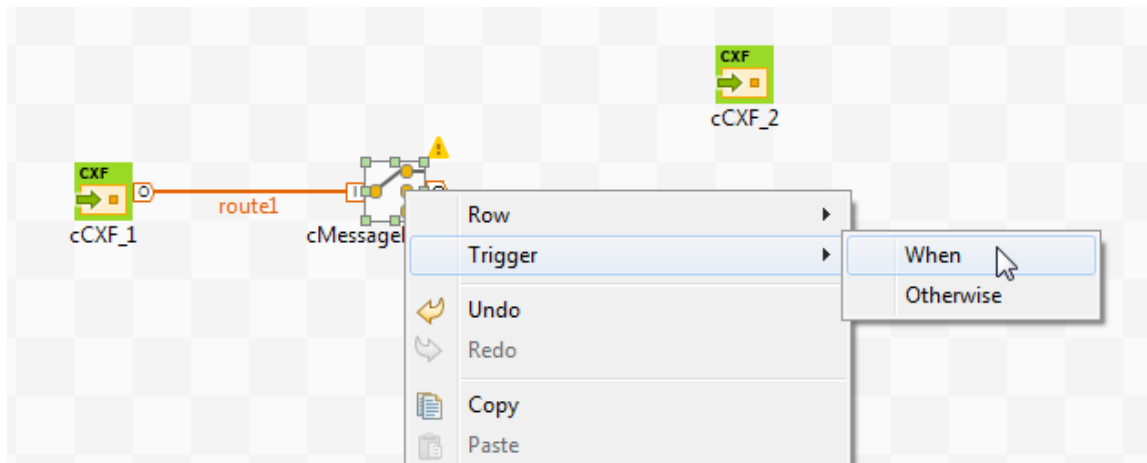 CXF
cCXF_2
CXF
O
route1
I
cCXF_1
Row
Trigger
When
Otherwise
Undo
Redo
Copy
Paste